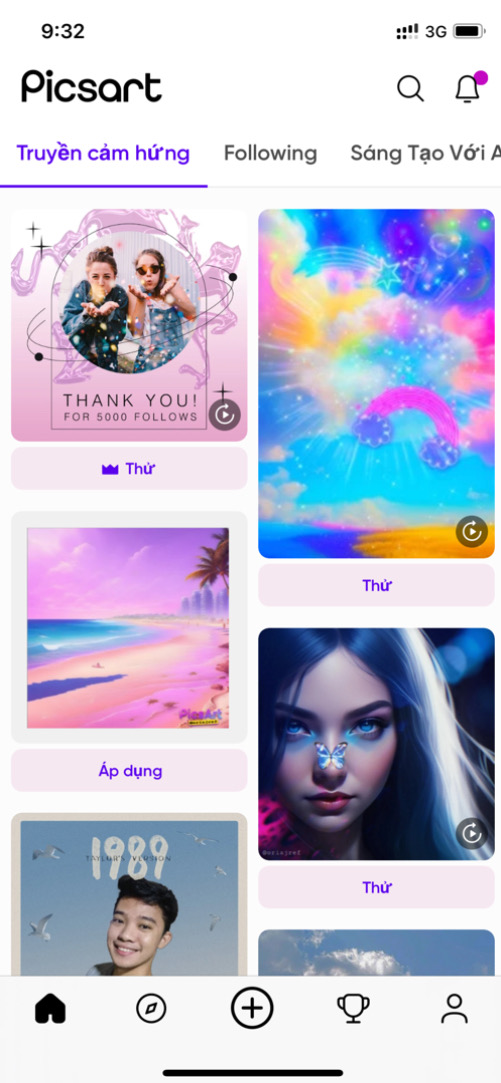 9:32
3G
Picsart
Truyền cảm hứng
Following
Sáng Tạo Với A
THANK YOU!
FOR 5000 FOLLOWS
Thử
Thử
PicsArt
Áp dụng
Thử
1989
TAYLOR'S VERSION